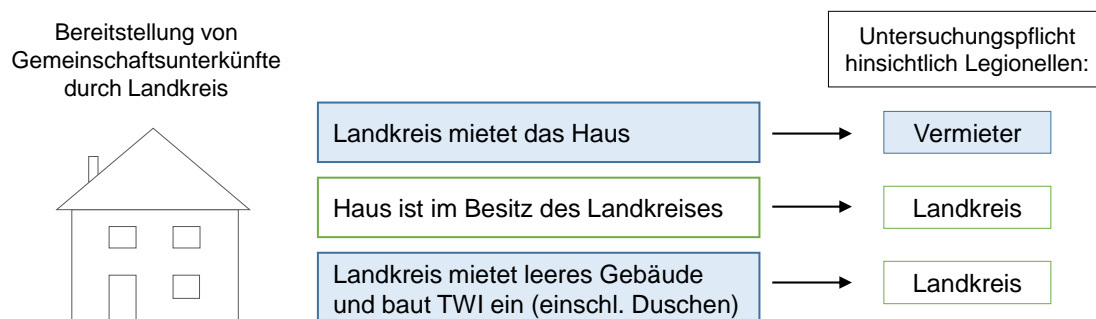 Bereitstellung von
Gemeinschaftsunterkünfte
durch Landkreis
Untersuchungspflicht
hinsichtlich Legionellen:
Landkreis mietet das Haus
Vermieter
Haus ist im Besitz des Landkreises
Landkreis
Landkreis mietet leeres Gebäude
und baut TWI ein (einschl. Duschen)
Landkreis